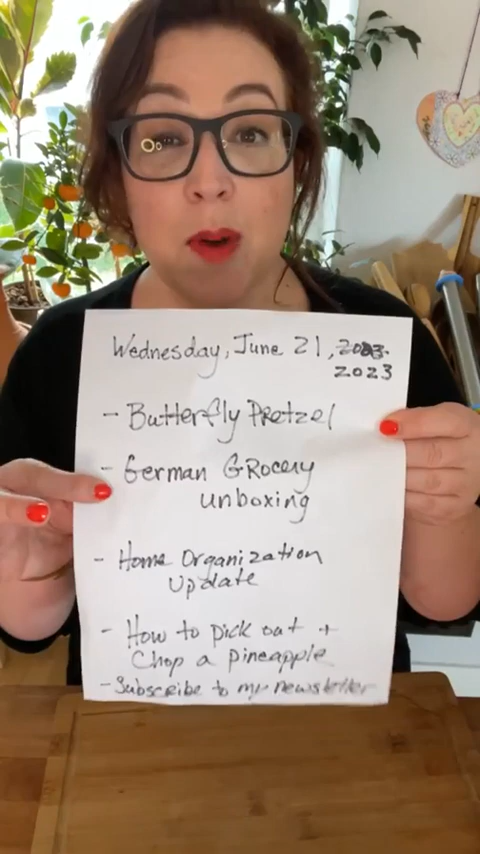 Wednesday, June 21, 2023.
2023
- Butterfly Pretzel
- German Grocery
unboxing
- Home Organization
Update
- How to pick out +
Chop a pineapple
- Subscribe to my newsletter